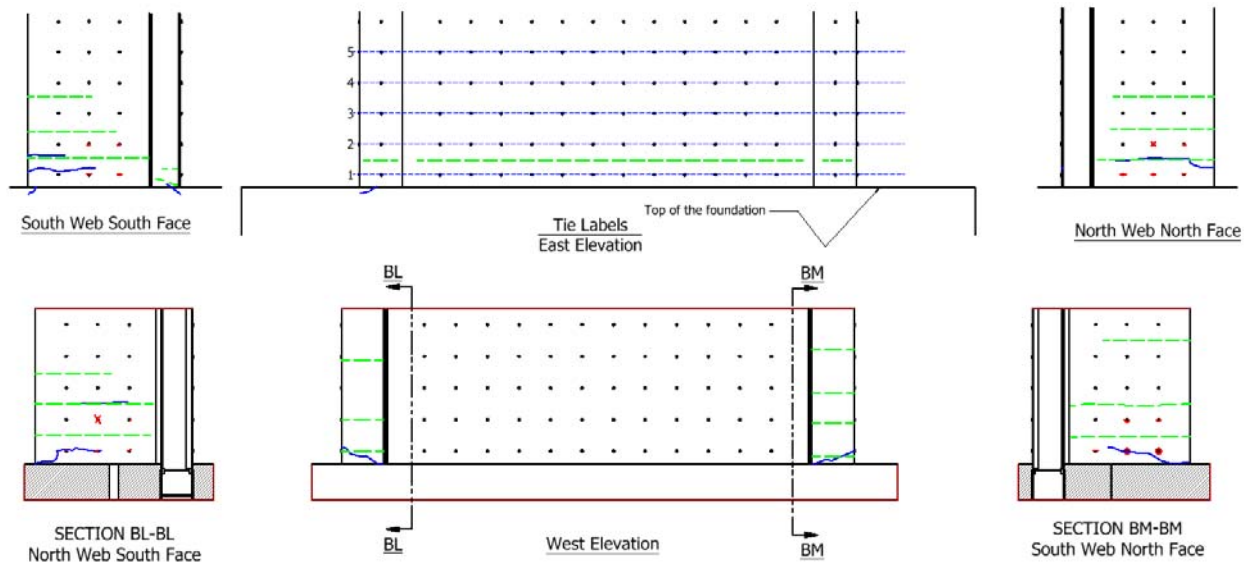 5
4
3
2
1
South Web South Face
Tie Labels
East Elevation
Top of the foundation
North Web North Face
BL
BM
BL
BM
SECTION BL-BL
North Web South Face
West Elevation
SECTION BM-BM
South Web North Face